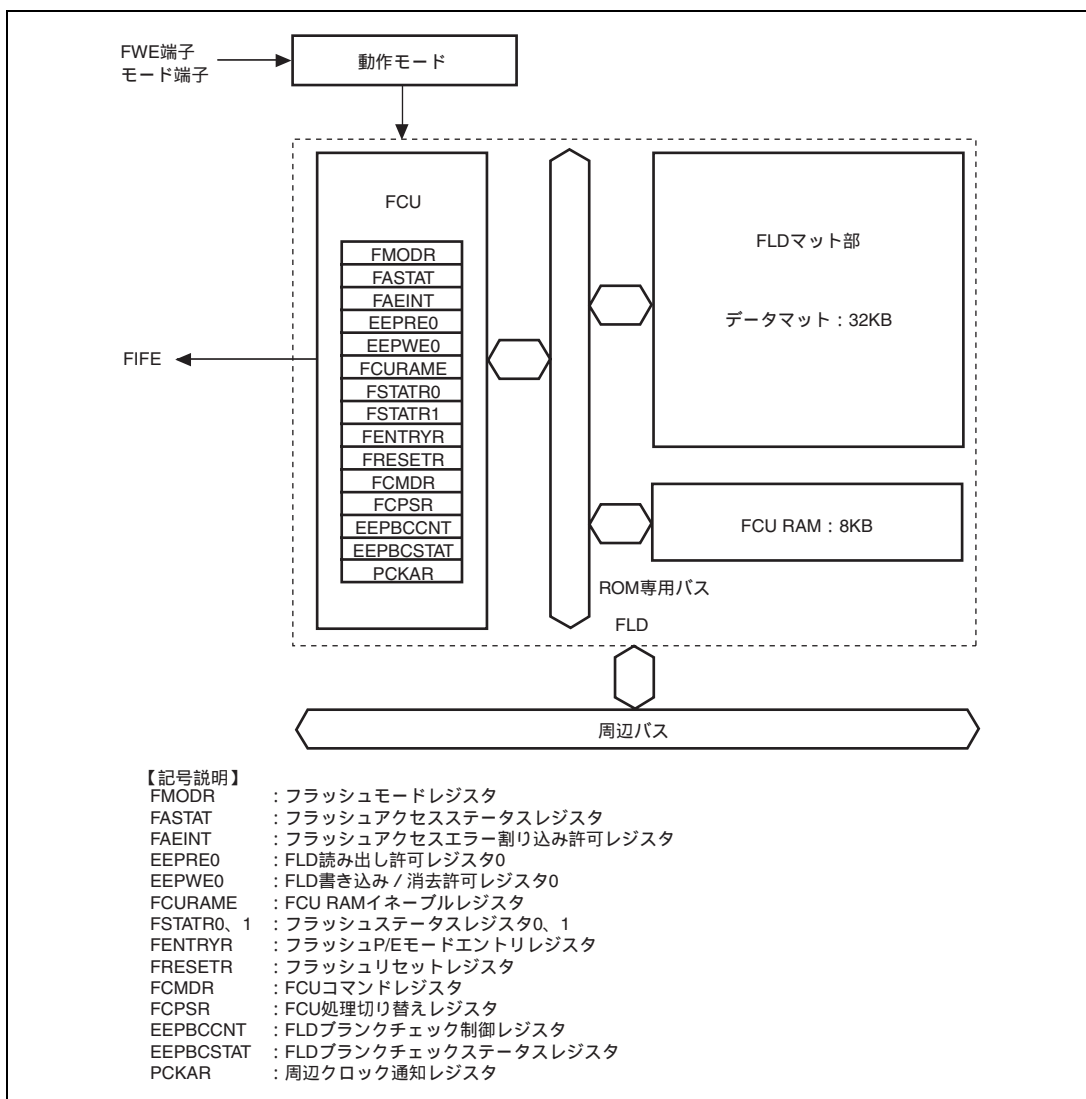 FWE端子
モード端子
動作モード
FCU
FMODR
FASTAT
FAEINT
EEPRE0
EEPWE0
FCURAME
FSTATR0
FSTATR1
FENTRYR
FRESETR
FCMDR
FCPSR
EEPBCCNT
EEPBCSTAT
PCKAR
FIFE
FLDマット部
データマット：32KB
FCU RAM：8KB
ROM専用バス
FLD
周辺バス
【記号説明】
FMODR ：フラッシュモードレジスタ
FASTAT ：フラッシュアクセスステータスレジスタ
FAEINT ：フラッシュアクセスエラー割り込み許可レジスタ
EEPRE0 ：FLD読み出し許可レジスタ0
EEPWE0 ：FLD書き込み / 消去許可レジスタ0
FCURAME ：FCU RAMイネーブルレジスタ
FSTATR0、1 ：フラッシュステータスレジスタ0、1
FENTRYR ：フラッシュP/Eモードエントリレジスタ
FRESETR ：フラッシュリセットレジスタ
FCMDR ：FCUコマンドレジスタ
FCPSR ：FCU処理切り替えレジスタ
EEPBCCNT ：FLDブランクチェック制御レジスタ
EEPBCSTAT ：FLDブランクチェックステータスレジスタ
PCKAR ：周辺クロック通知レジスタ